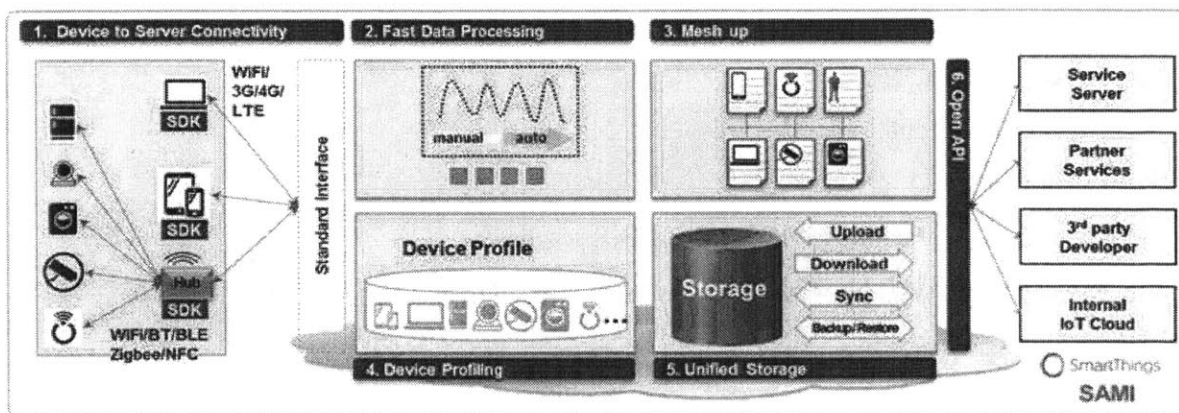 1. Device to Server Connectivity
2. Fast Data Processing
3. Mesh up
WiFi/
3G/4G/
LTE
SDK
SDK
Hub
SDK
WiFi/BT/BLE
Zigbee/NFC
Standard Interface
manual
auto
Device Profile
4. Device Profiling
Storage
Upload
Download
Sync
Backup/Restore
5. Unified Storage
6. Open API
Service
Server
Partner
Services
3rd party
Developer
Internal
IoT Cloud
SmartThings
SAMI